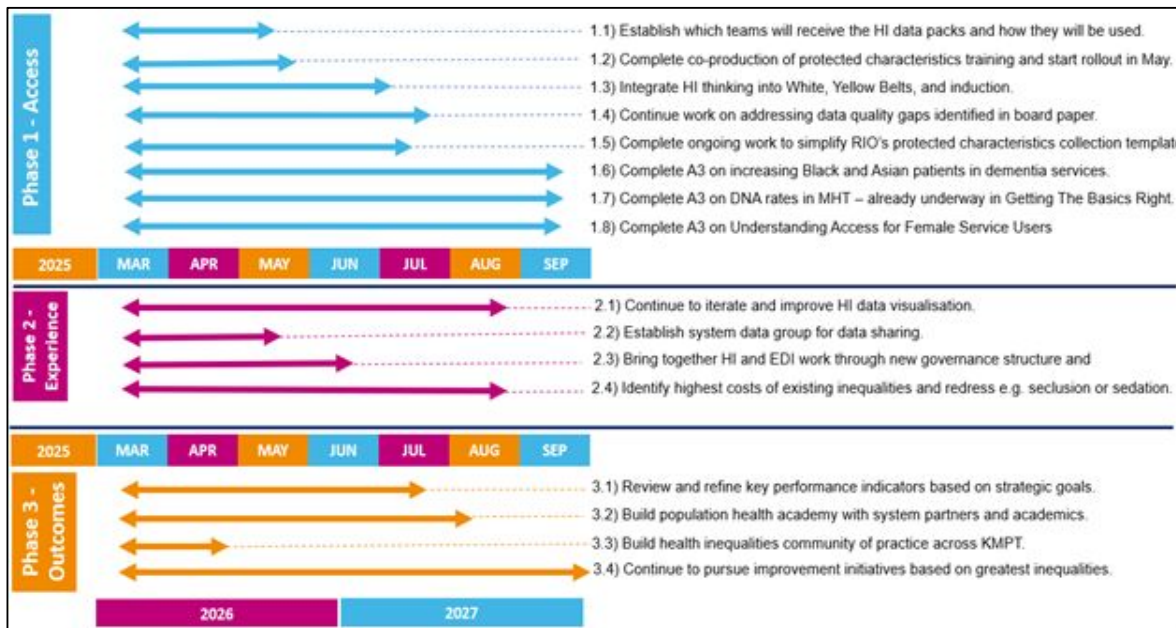 Phase 1 - Access
1.1) Establish which teams will receive the HI data packs and how they will be used.
1.2) Complete co-production of protected characteristics training and start rollout in May.
1.3) Integrate HI thinking into White, Yellow Belts, and induction.
1.4) Continue work on addressing data quality gaps identified in board paper.
1.5) Complete ongoing work to simplify RIO's protected characteristics collection templat
1.6) Complete A3 on increasing Black and Asian patients in dementia services.
1.7) Complete A3 on DNA rates in MHT – already underway in Getting The Basics Right.
1.8) Complete A3 on Understanding Access for Female Service Users
2025 MAR APR MAY JUN JUL AUG SEP
Phase 2 -
Experience
2.1) Continue to iterate and improve HI data visualisation.
2.2) Establish system data group for data sharing.
2.3) Bring together HI and EDI work through new governance structure and
2.4) Identify highest costs of existing inequalities and redress e.g. seclusion or sedation.
2025 MAR APR MAY JUN JUL AUG SEP
Phase 3 -
Outcomes
3.1) Review and refine key performance indicators based on strategic goals.
3.2) Build population health academy with system partners and academics.
3.3) Build health inequalities community of practice across KMPT.
3.4) Continue to pursue improvement initiatives based on greatest inequalities.
2026 2027